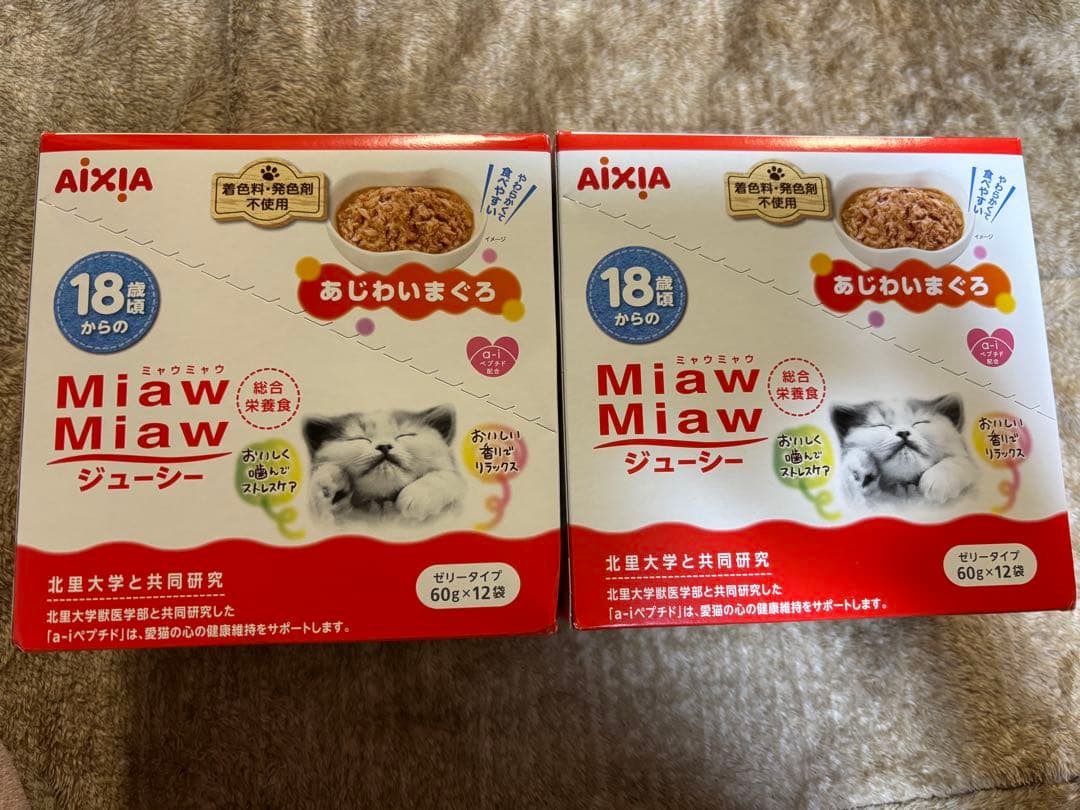 AIXIA
着色料・発色剤
不使用
やわらかくて
食べやすい
イメージ
あじわいまぐろ
18歳頃
からの
a-i
ペプチド
配合
ミャウミャウ
Miaw
Miaw
ジューシー
総合
栄養食
おいしく
噛んで
ストレスケア
おいしい
香りで
リラックス
北里大学と共同研究
北里大学獣医学部と共同研究した
「a-iペプチド」は、愛猫の心の健康維持をサポートします。
ゼリータイプ
60g×12袋
AIXIA
着色料・発色剤
不使用
やわらかくて
食べやすい
イメージ
あじわいまぐろ
18歳頃
からの
a-i
ペプチド
配合
ミャウミャウ
Miaw
Miaw
ジューシー
総合
栄養食
おいしく
噛んで
ストレスケア
おいしい
香りで
リラックス
北里大学と共同研究
北里大学獣医学部と共同研究した
「a-iペプチド」は、愛猫の心の健康維持をサポートします。
ゼリータイプ
60g×12袋